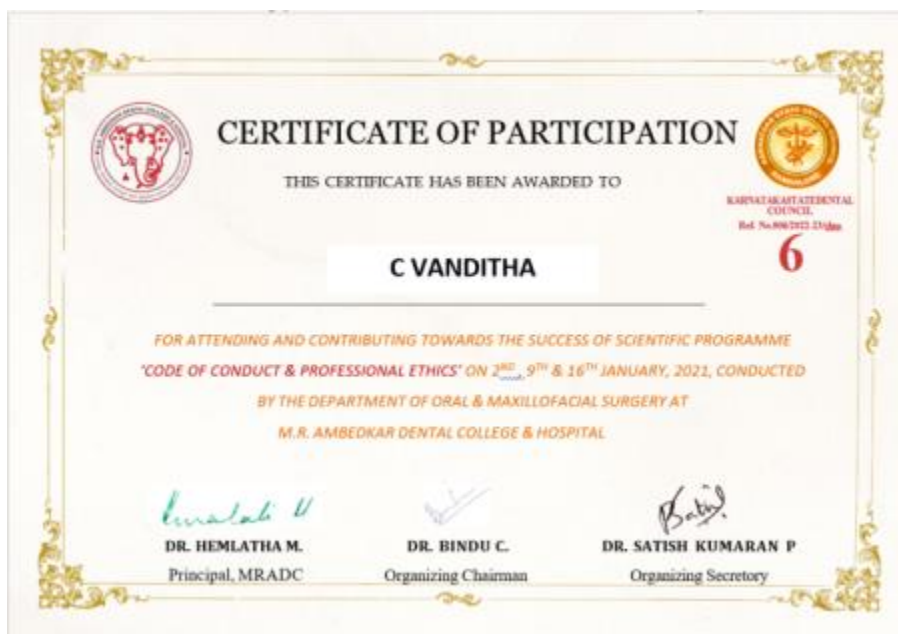 CERTIFICATE OF PARTICIPATION
THIS CERTIFICATE HAS BEEN AWARDED TO
KARNATAKA STATE DENTAL
COUNCIL
6
C VANDITHA
FOR ATTENDING AND CONTRIBUTING TOWARDS THE SUCCESS OF SCIENTIFIC PROGRAMME
'CODE OF CONDUCT & PROFESSIONAL ETHICS' ON 2ND, 9TH & 16TH JANUARY, 2021, CONDUCTED
BY THE DEPARTMENT OF ORAL & MAXILLOFACIAL SURGERY AT
M.R. AMBEDKAR DENTAL COLLEGE & HOSPITAL
DR. HEMLATHA M. DR. BINDU C. DR. SATISH KUMARAN P
Principal, MRADC Organizing Chairman Organizing Secretory